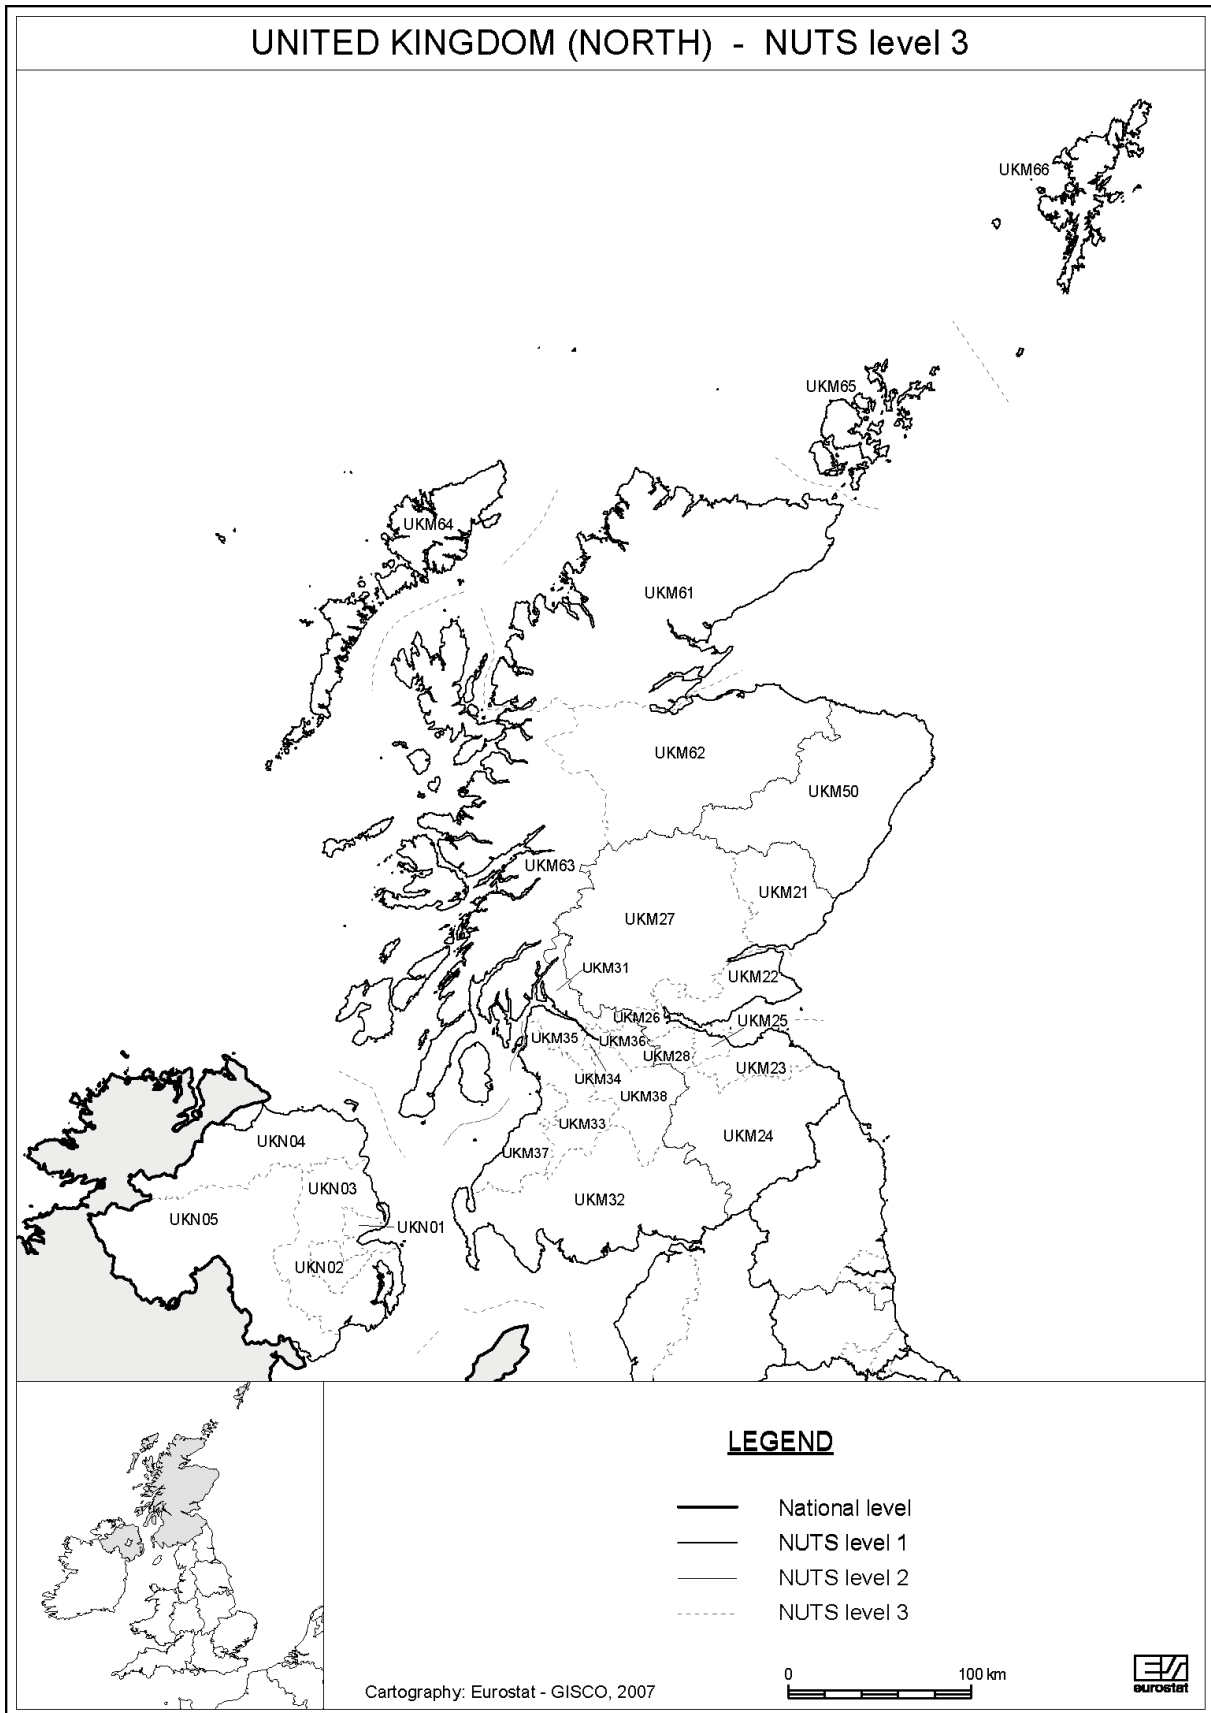 UNITED KINGDOM (NORTH) - NUTS level 3
UKM66
UKM65
UKM64
UKM61
UKM62
UKM50
UKM63
UKM21
UKM27
UKM31
UKM22
UKM26
UKM25
UKM35
UKM36
UKM28
UKM23
UKM34
UKM38
UKM33
UKM24
UKN04
UKM37
UKN03
UKM32
UKN05
UKN01
UKN02
LEGEND
National level
NUTS level 1
NUTS level 2
NUTS level 3
0 100 km
Cartography: Eurostat - GISCO, 2007
eurostat